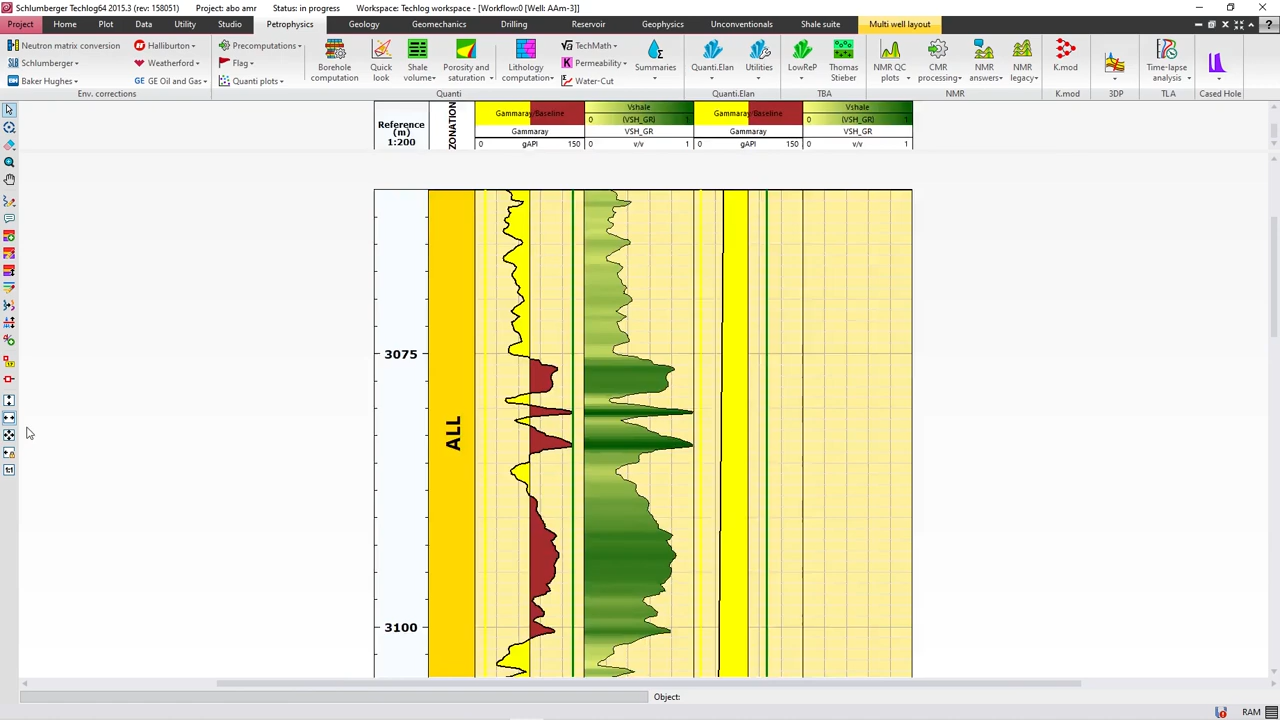 Schlumberger Techlog64 2015.3 (rev: 158051) Project: abo amr Status: in progress Workspace: Techlog workspace - [Workflow:0] [Well: AAm-3]]
Project Home Plot Data Utility Studio Petrophysics Geology Geomechanics Drilling Reservoir Geophysics Unconventionals Shale suite Multi well layout
Neutron matrix conversion Halliburton
Schlumberger Weatherford
Baker Hughes GE Oil and Gas
Env. corrections
Precomputations
Flag
Quanti plots
Borehole computation
Quick look
Shale volume
Porosity and saturation
Lithology computation
TechMath
Permeability
Water-Cut
Summaries
Quanti
Quanti.Elan
Utilities
Quanti.Elan
LowReP
Thomas Stieber
TBA
NMR QC plots
CMR processing
NMR answers
NMR legacy
NMR
K.mod
K.mod
3DP
Time-lapse analysis
TLA
Cased Hole
Reference
(m)
1:200
ZONATION
Gammaray/Baseline
Gammaray
0 gAPI 150
Vshale
0 (VSH_GR) 1
VSH_GR
0 v/v 1
Gammaray/Baseline
Gammaray
0 gAPI 150
Vshale
0 (VSH_GR) 1
VSH_GR
0 v/v 1
3075
ALL
3100
Object:
RAM